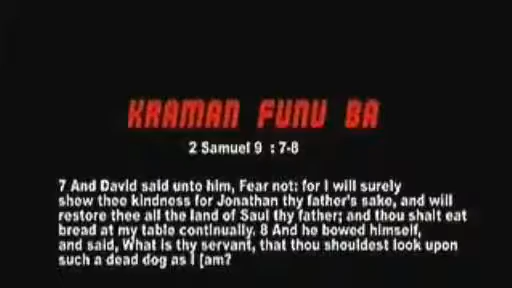 KRAMAN FUNU BA
2 Samuel 9 : 7-8
7 And David said unto him, Fear not: for I will surely
show thee kindness for Jonathan thy father's sake, and will
restore thee all the land of Saul thy father; and thou shalt eat
bread at my table continually. 8 And he bowed himself,
and said, What is thy servant, that thou shouldest look upon
such a dead dog as I [am?